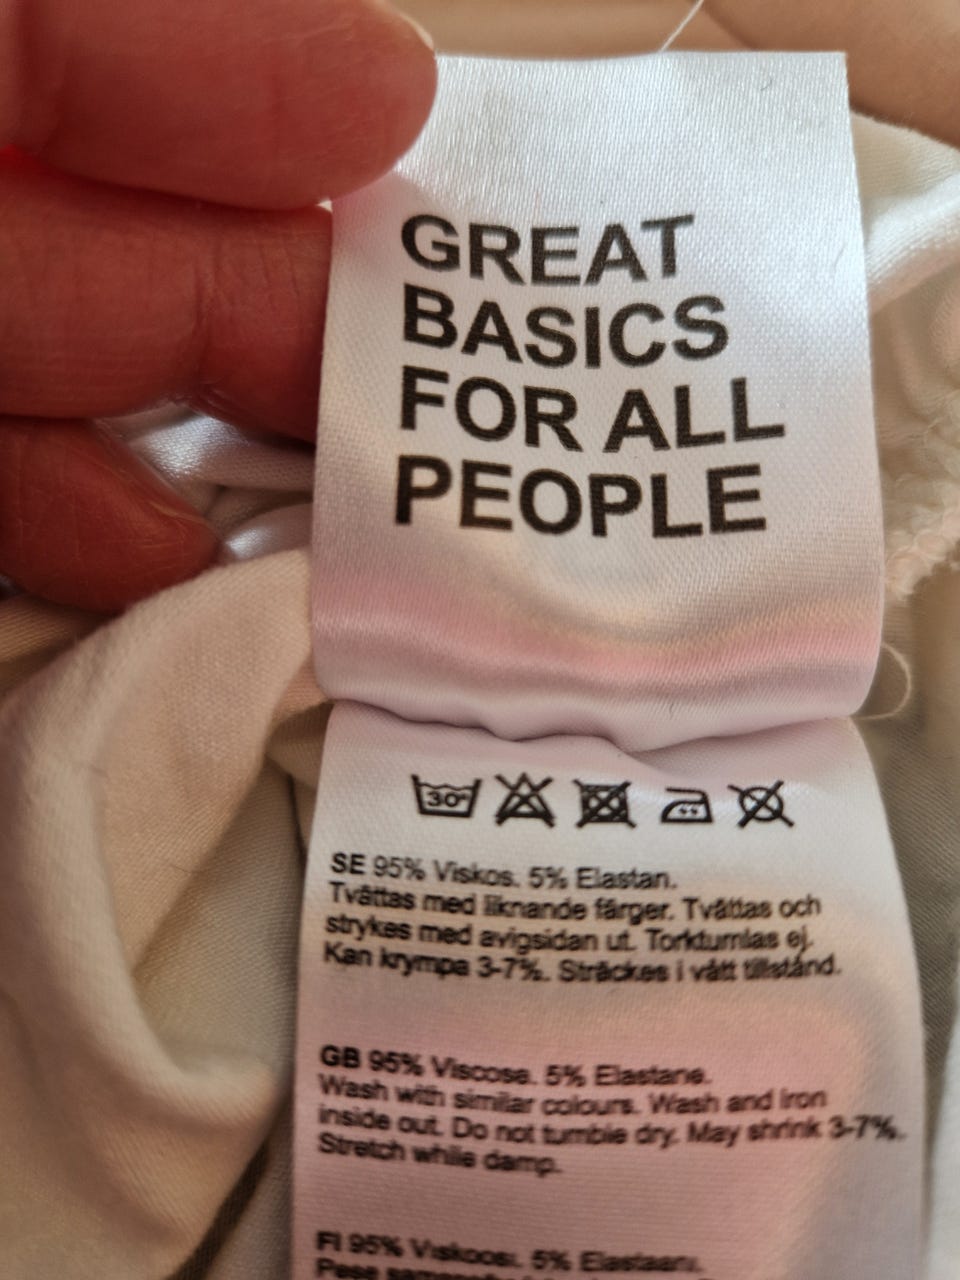 GREAT
BASICS
FOR ALL
PEOPLE
30°
SE 95% Viskos. 5% Elastan.
Tvättas med liknande färger. Tvättas och
strykes med avigsidan ut. Torktumlas ej.
Kan krympa 3-7%. Sträckes i vått tillstånd.
GB 95% Viscose. 5% Elastane.
Wash with similar colours. Wash and iron
inside out. Do not tumble dry. May shrink 3-7%.
Stretch while damp.
FI 95% Viskoosi. 5% Elastaani.
Pese